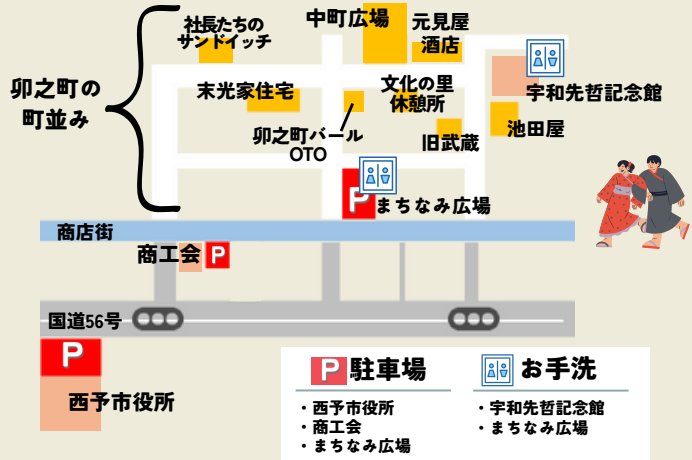 社長たちの
サンドイッチ
中町広場
元見屋
酒店
卯之町の
町並み
末光家住宅
文化の里
休憩所
宇和先哲記念館
卯之町バール
OTO
旧武蔵
池田屋
P
まちなみ広場
商店街
商工会
P
国道56号
P
西予市役所
P 駐車場
・西予市役所
・商工会
・まちなみ広場
お手洗
・宇和先哲記念館
・まちなみ広場